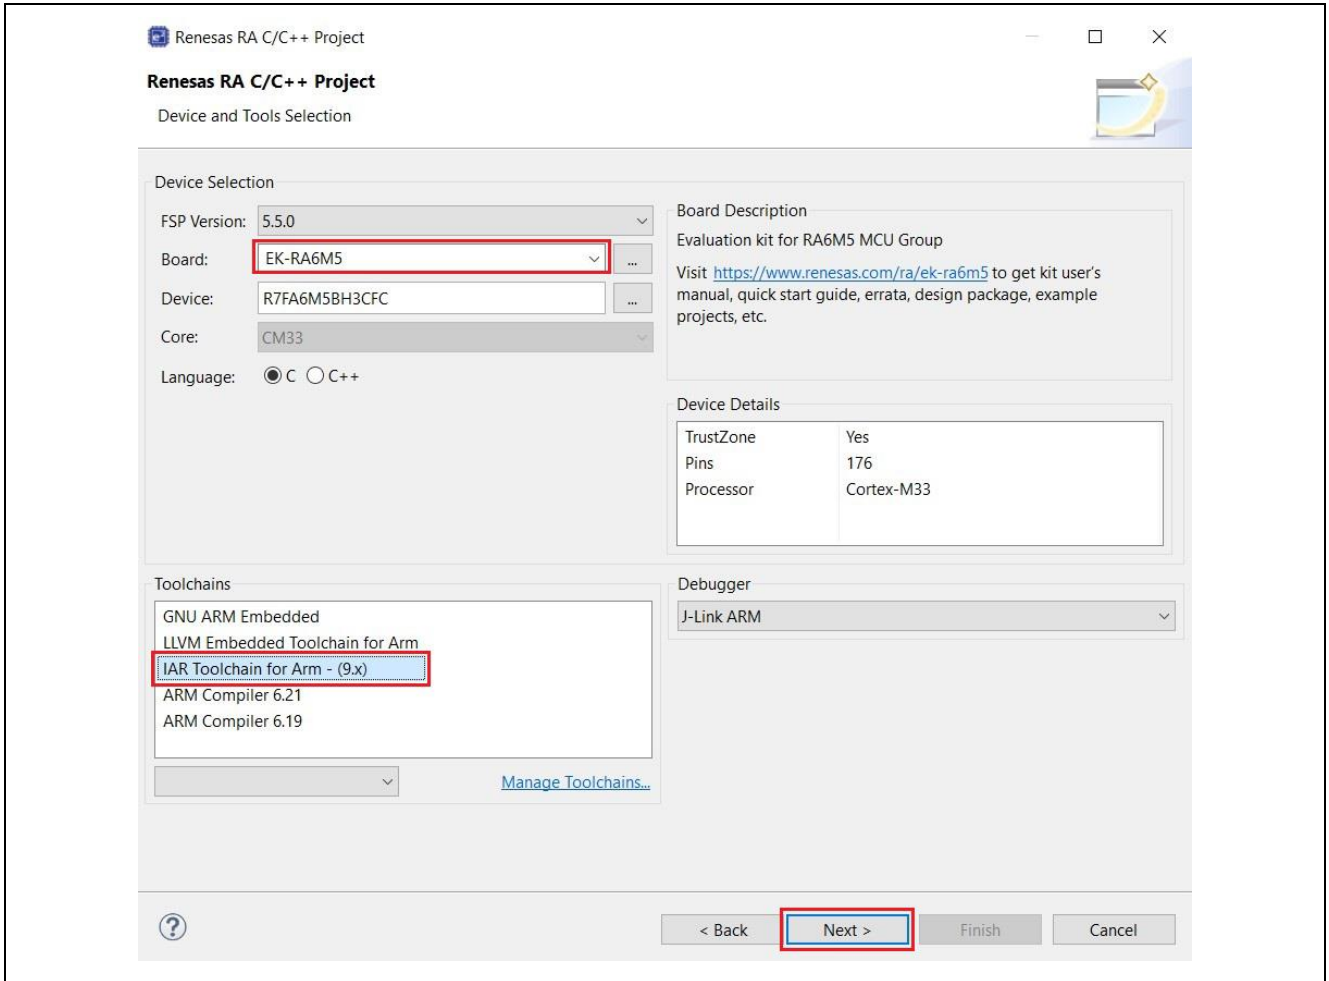 Renesas RA C/C++ Project
Renesas RA C/C++ Project
Device and Tools Selection
Device Selection
FSP Version: 5.5.0
Board: EK-RA6M5 ...
Device: R7FA6M5BH3CFC ...
Core: CM33
Language: C C++
Board Description
Evaluation kit for RA6M5 MCU Group
Visit https://www.renesas.com/ra/ek-ra6m5 to get kit user's
manual, quick start guide, errata, design package, example
projects, etc.
Device Details
TrustZone Yes
Pins 176
Processor Cortex-M33
Toolchains
GNU ARM Embedded
LLVM Embedded Toolchain for Arm
IAR Toolchain for Arm - (9.x)
ARM Compiler 6.21
ARM Compiler 6.19
Manage Toolchains...
Debugger
J-Link ARM
? < Back Next > Finish Cancel